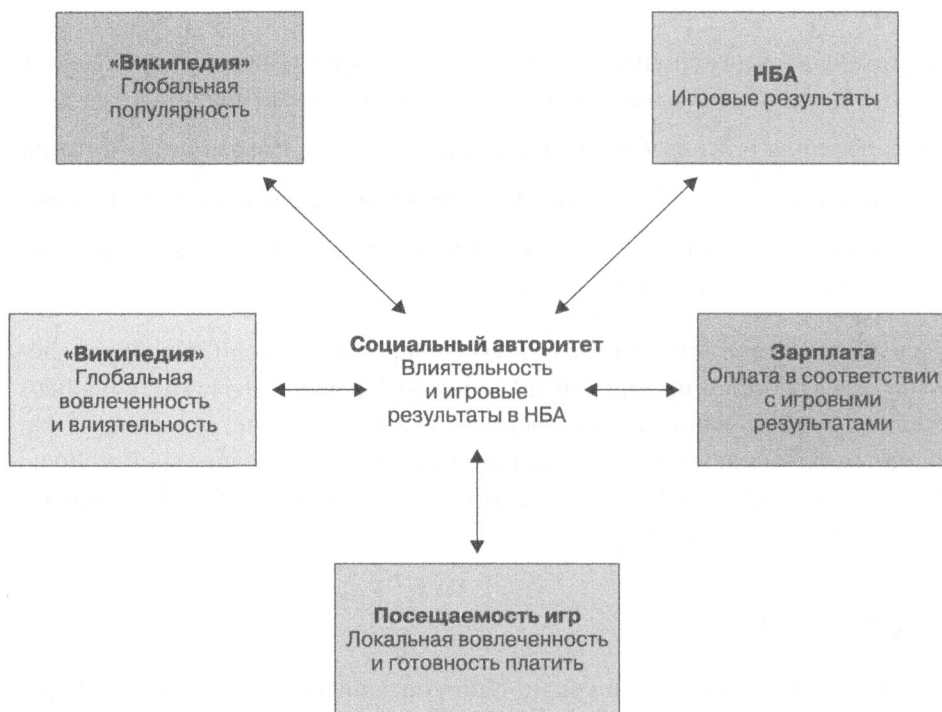 «Википедия»
Глобальная
популярность
НБА
Игровые результаты
«Википедия»
Глобальная
вовлеченность
и влиятельность
Социальный авторитет
Влиятельность
и игровые
результаты в НБА
Зарплата
Оплата в соответствии
с игровыми
результатами
Посещаемость игр
Локальная вовлеченность
и готовность платить